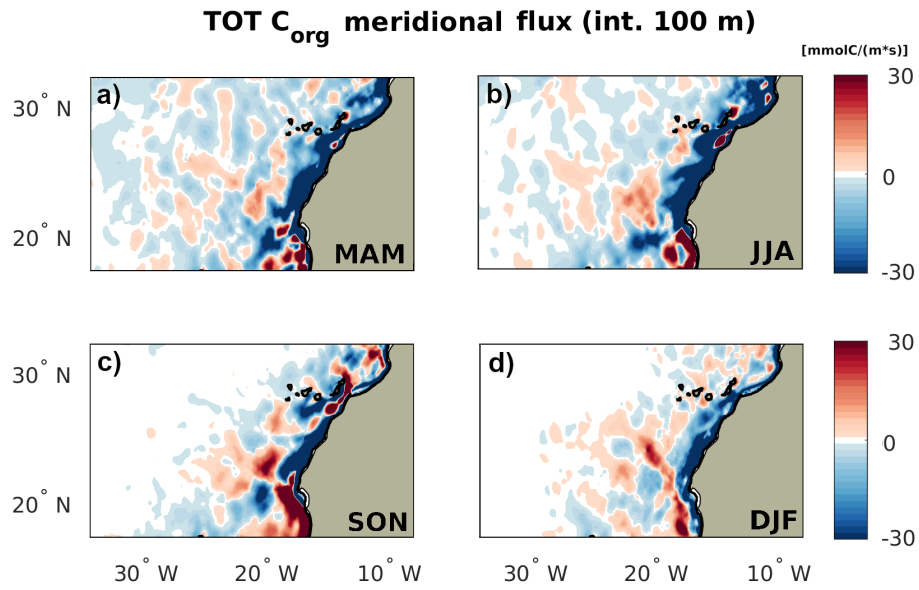 TOT C_org meridional flux (int. 100 m)
[mmolC/(m*s)]
a)
30° N
20° N
MAM
b)
JJA
30
0
-30
c)
30° N
20° N
SON
30° W
20° W
10° W
d)
DJF
30° W
20° W
10° W
30
0
-30